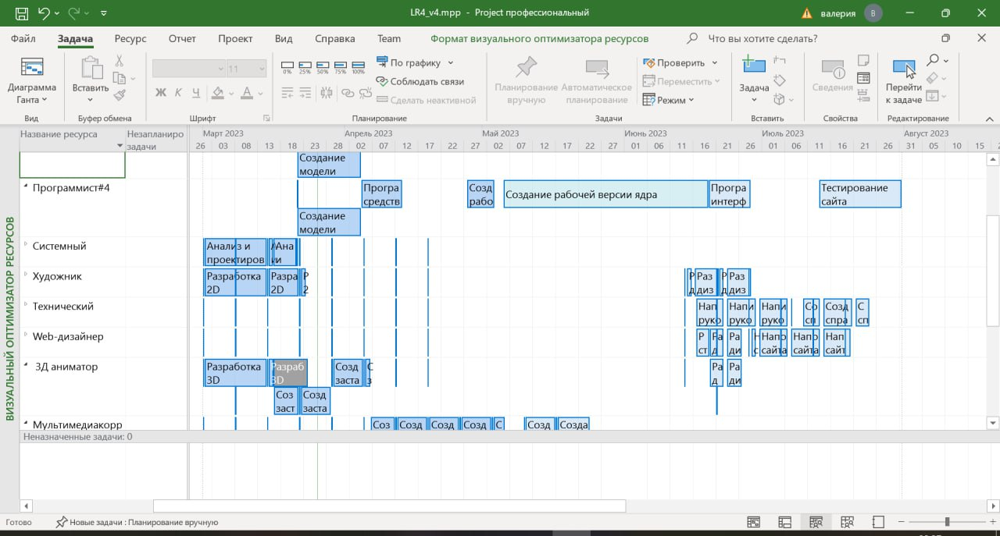 LR4_v4.mpp - Project профессиональный
валерия В
Файл Задача Ресурс Отчет Проект Вид Справка Team Формат визуального оптимизатора ресурсов Что вы хотите сделать?
Диаграмма
Ганта
Вид
Вставить
Буфер обмена
11
Ж К Ч А
Шрифт
0% 25% 50% 75% 100%
По графику
Соблюдать связи
Сделать неактивной
Планирование
Планирование
вручную
Автоматическое
планирование
Проверить
Переместить
Режим
Задачи
Задача
Вставить
Сведения
Свойства
Перейти
к задаче
Редактирование
ВИЗУАЛЬНЫЙ ОПТИМИЗАТОР РЕСУРСОВ
Название ресурса
Незапланиро
задачи
Март 2023 Апрель 2023 Май 2023 Июнь 2023 Июль 2023 Август 2023
26 03 08 13 18 23 28 02 07 12 17 22 27 02 07 12 17 22 27 01 06 11 16 21 26 01 06 11 16 21 26 31 05 10 15
Создание
модели
Программист#4
Програ
средств
Созд
рабо
Создание рабочей версии ядра
Програ
интерф
Тестирование
сайта
Создание
модели
Системный
Анализ и
проектиров
Ана
и
Художник
Разработка
2D
Разра
2D
Р
2
Р
д
Раз
диз
Р
д
Раз
диз
Технический
Нап
руко
Напи
руко
Напи
руко
Со
сп
Созд
спра
С
сп
Web-дизайнер
Р
ст
Ра
д
Ра
ди
Н
с
Напо
сайта
Напо
сайта
Нап
сайт
3Д аниматор
Разработка
3D
Разраб
3D
Созд
заста
С
з
Ра
д
Ра
ди
Соз
заст
Созд
заста
Мультимедиакорр
Соз Созд Созд Созд С Созд Созда
Неназначенные задачи: 0
Готово
Новые задачи : Планирование вручную